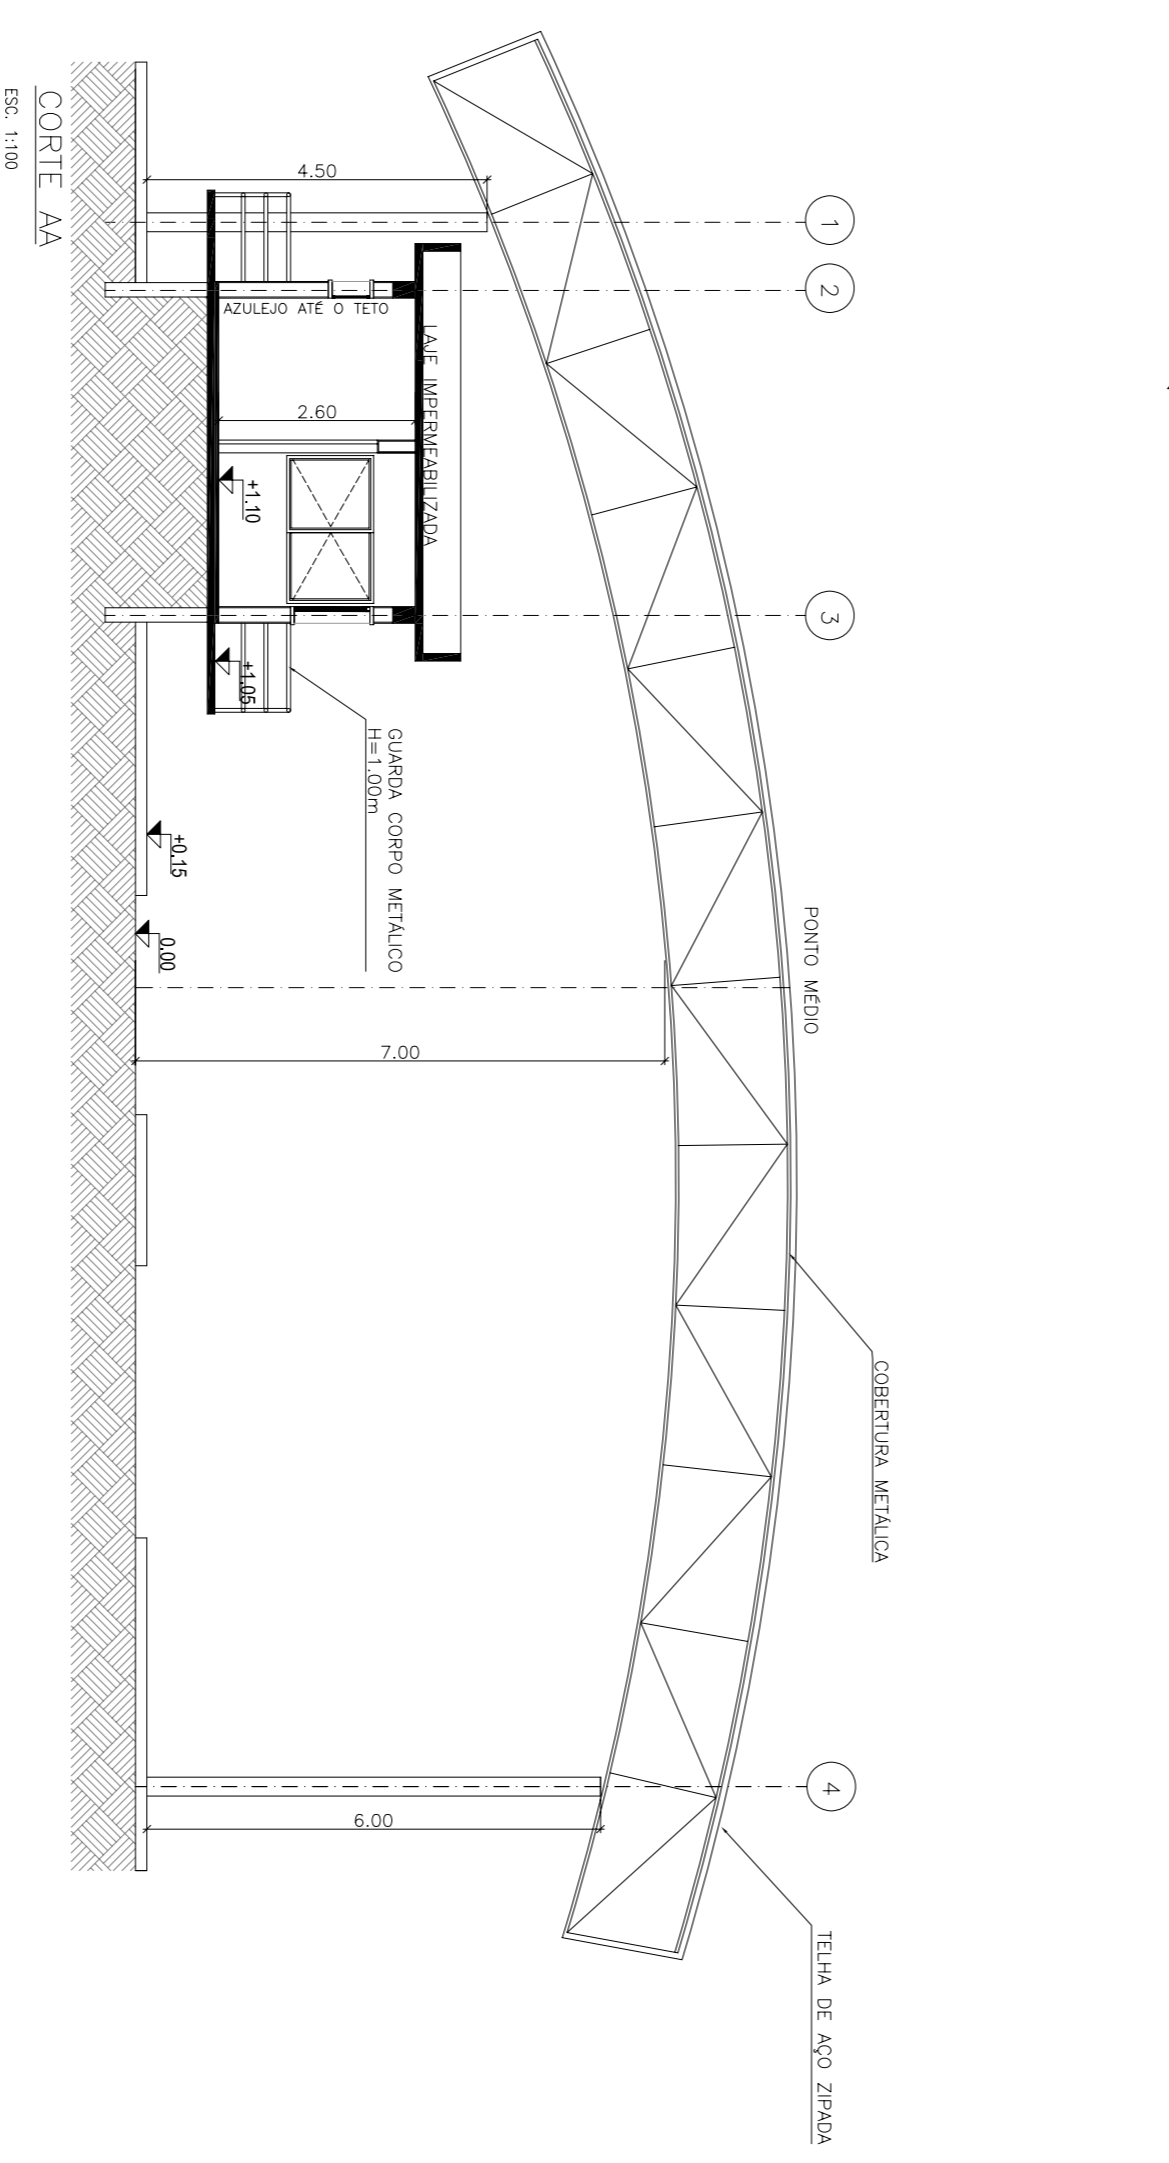 1
2
3
4
PONTO MÉDIO
COBERTURA METÁLICA
TELHA DE AÇO ZIPADA
LAJE IMPERMEABILIZADA
AZULEJO ATÉ O TETO
4.50
2.60
+1.10
+1.05
GUARDA CORPO METÁLICO
H=1.00m
+0.15
0.00
7.00
6.00
CORTE AA
ESC. 1:100